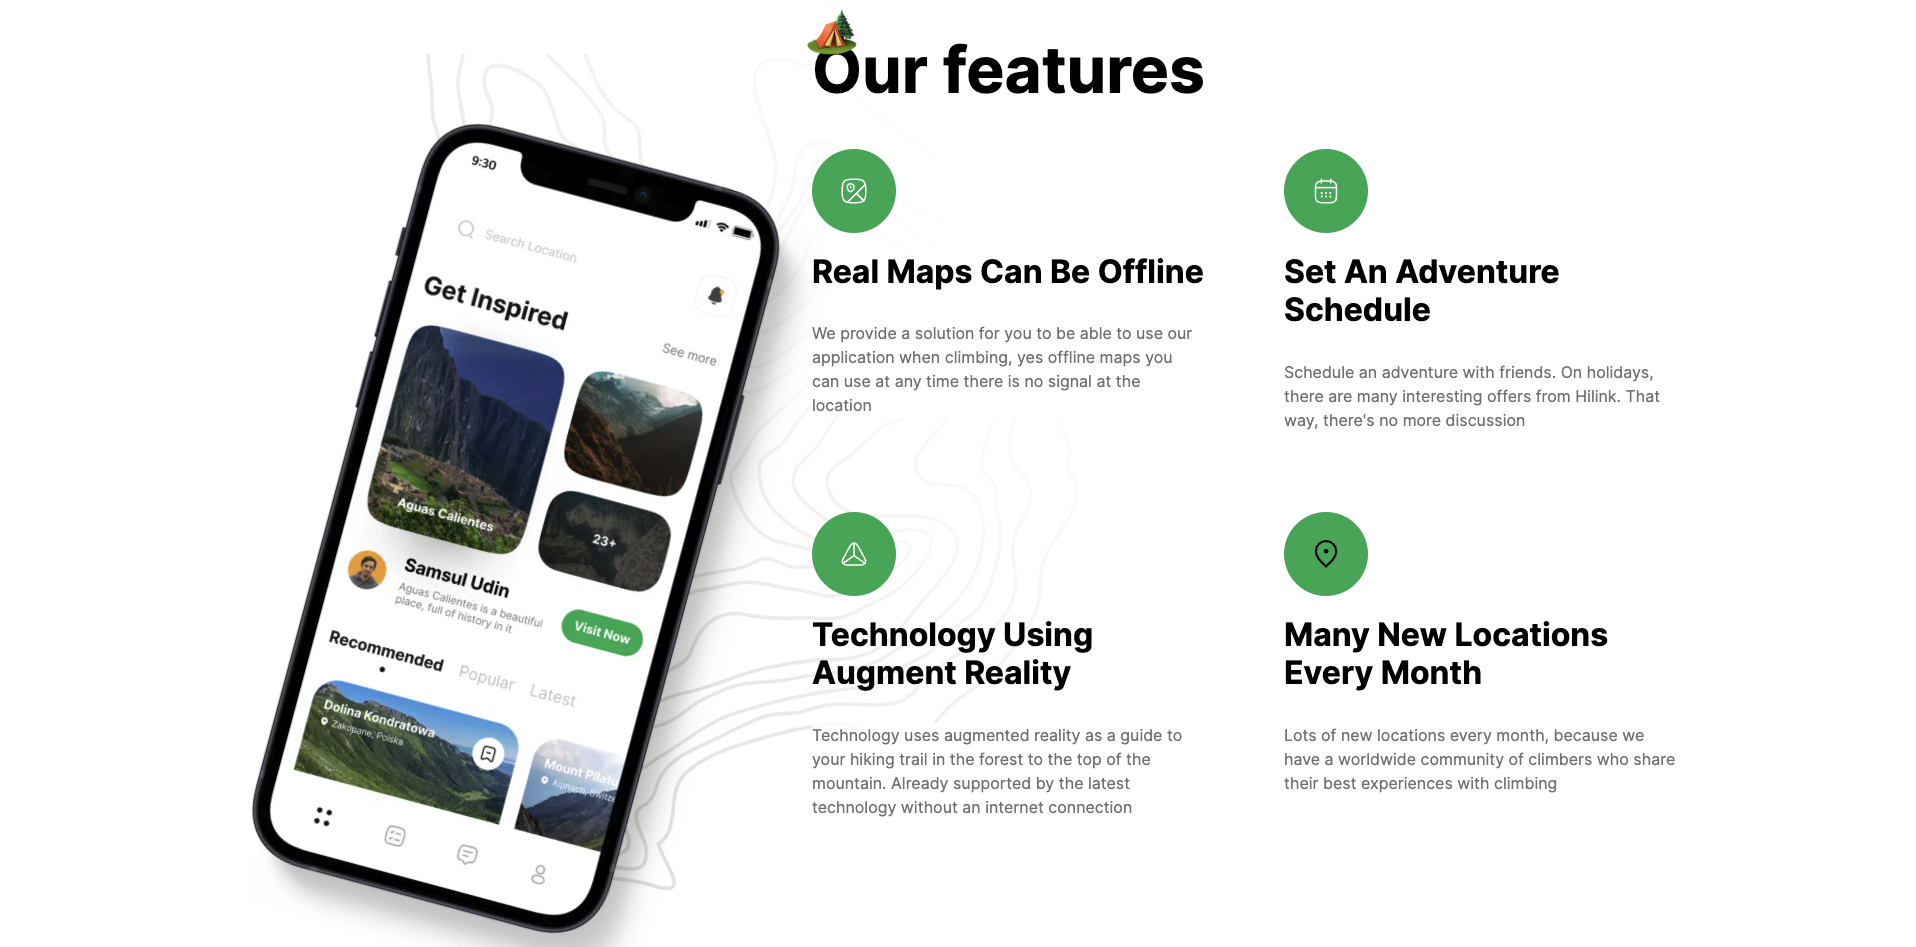 Our features
9:30
Search Location
Get Inspired
See more
Aguas Calientes
23+
Samsul Udin
Aguas Calientes is a beautiful
place, full of history in it
Visit Now
Recommended
Popular
Latest
Dolina Kondratowa
Zakopane, Polska
Mount Pilatu
Alpnach, Switze
Real Maps Can Be Offline
We provide a solution for you to be able to use our
application when climbing, yes offline maps you
can use at any time there is no signal at the
location
Set An Adventure
Schedule
Schedule an adventure with friends. On holidays,
there are many interesting offers from Hilink. That
way, there's no more discussion
Technology Using
Augment Reality
Technology uses augmented reality as a guide to
your hiking trail in the forest to the top of the
mountain. Already supported by the latest
technology without an internet connection
Many New Locations
Every Month
Lots of new locations every month, because we
have a worldwide community of climbers who share
their best experiences with climbing